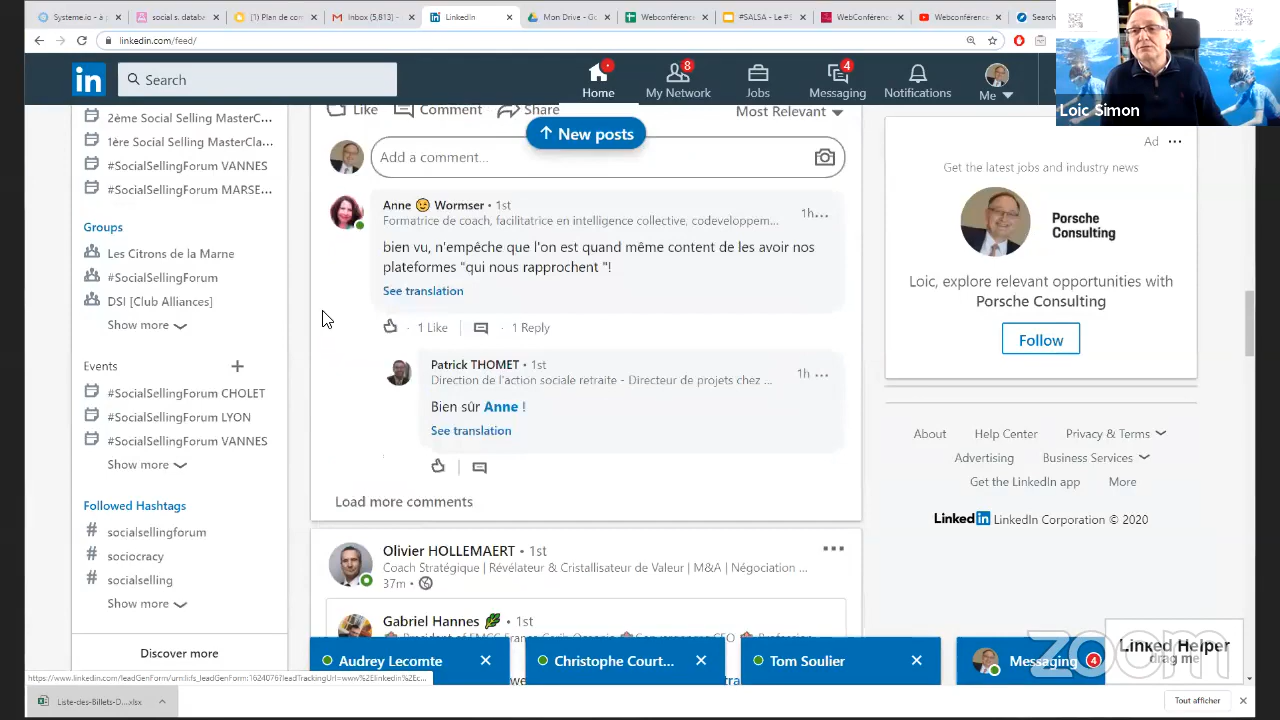 Systeme.io - à p
social s. databa
(1) Plan de con
Inbox (5,813) -
LinkedIn
Mon Drive - Go
Webconférenc
#SALSA - Le #
WebConférenc
Webconférence
Search
linkedin.com/feed/
Loic Simon
in
Search
Home
8
My Network
Jobs
4
Messaging
Notifications
Me
2ème Social Selling MasterC...
1ère Social Selling MasterCla...
#SocialSellingForum VANNES
#SocialSellingForum MARSE...
Groups
Les Citrons de la Marne
#SocialSellingForum
DSI [Club Alliances]
Show more
Events
#SocialSellingForum CHOLET
#SocialSellingForum LYON
#SocialSellingForum VANNES
Show more
Followed Hashtags
# socialsellingforum
# sociocracy
# socialselling
Show more
Discover more
Like
Comment
Share
Most Relevant
↑ New posts
Add a comment...
Anne 😉 Wormser • 1st
1h...
Formatrice de coach, facilitatrice en intelligence collective, codeveloppem...
bien vu, n'empêche que l'on est quand même content de les avoir nos
plateformes "qui nous rapprochent "!
See translation
· 1 Like
· 1 Reply
Patrick THOMET • 1st
1h ...
Direction de l'action sociale retraite - Directeur de projets chez ...
Bien sûr Anne !
See translation
Load more comments
Olivier HOLLEMAERT • 1st
Coach Stratégique | Révélateur & Cristallisateur de Valeur | M&A | Négociation ...
37m •
Gabriel Hannes 🌿 • 1st
Ad ...
Get the latest jobs and industry news
Porsche
Consulting
Loic, explore relevant opportunities with
Porsche Consulting
Follow
About
Help Center
Privacy & Terms
Advertising
Business Services
Get the LinkedIn app
More
Linkedin LinkedIn Corporation © 2020
Audrey Lecomte
Christophe Court...
Tom Soulier
Messaging
4
Linked Helper
drag me
zoom
Liste-des-Billets-D....xlsx
Tout afficher